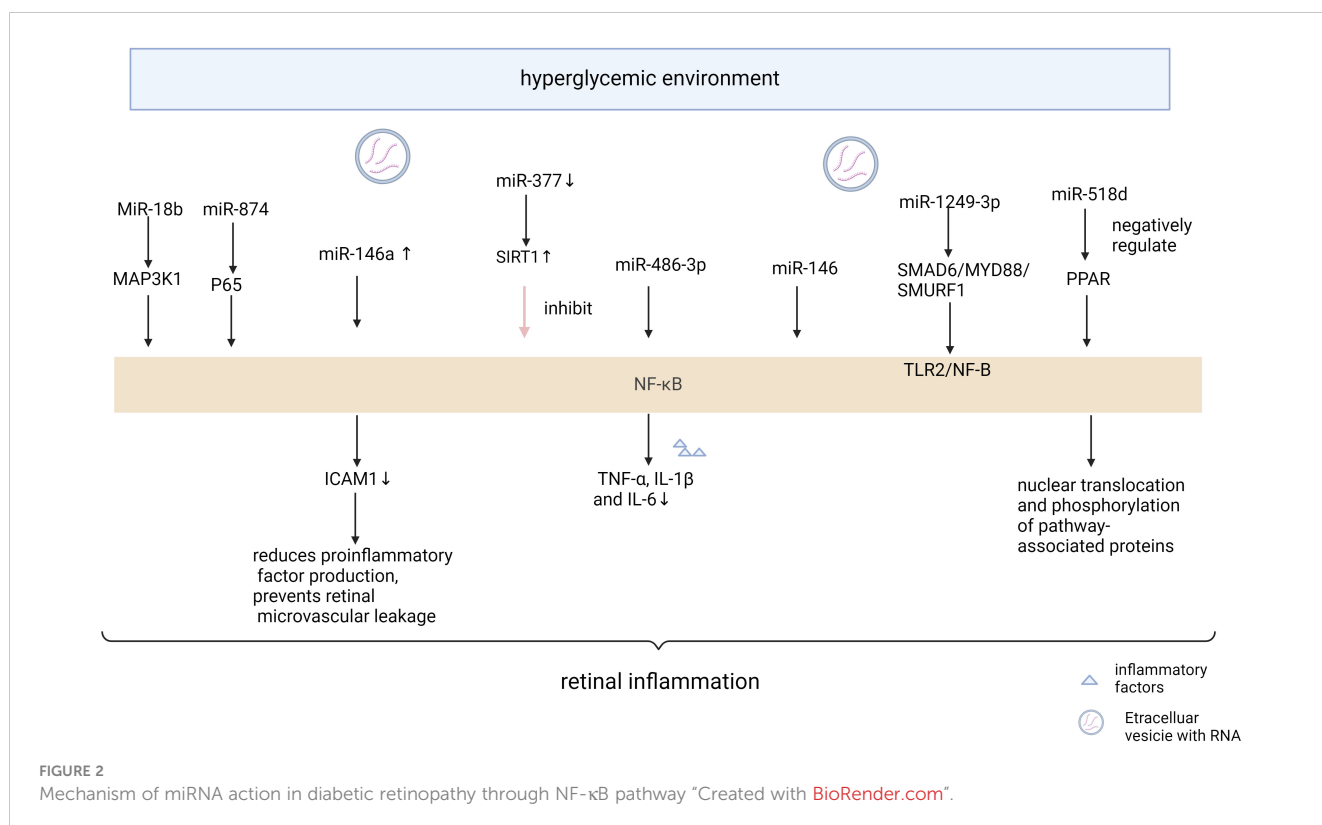 hyperglycemic environment
MiR-18b
MAP3K1
miR-874
P65
miR-146a ↑
miR-377↓
SIRT1↑
inhibit
miR-486-3p
miR-146
miR-1249-3p
SMAD6/MYD88/
SMURF1
miR-518d
negatively
regulate
PPAR
NF-κB
TLR2/NF-B
ICAM1↓
reduces proinflammatory
factor production,
prevents retinal
microvascular leakage
TNF-α, IL-1β
and IL-6↓
nuclear translocation
and phosphorylation
of pathway-
associated proteins
retinal inflammation
inflammatory
factors
Etracelluar
vesicie with RNA
FIGURE 2
Mechanism of miRNA action in diabetic retinopathy through NF-κB pathway “Created with BioRender.com”.